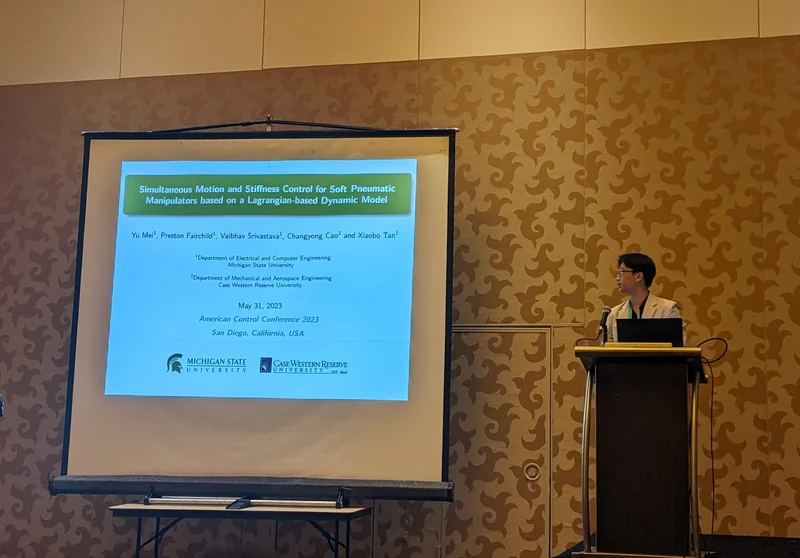 Simultaneous Motion and Stiffness Control for Soft Pneumatic
Manipulators based on a Lagrangian-based Dynamic Model
Yu Mei¹, Preston Fairchild¹, Vaibhav Srivastava¹, Changyong Cao² and Xiaobo Tan¹
¹Department of Electrical and Computer Engineering
Michigan State University
²Department of Mechanical and Aerospace Engineering
Case Western Reserve University
May 31, 2023
American Control Conference 2023
San Diego, California, USA
MICHIGAN STATE
UNIVERSITY
CASE WESTERN RESERVE
UNIVERSITY